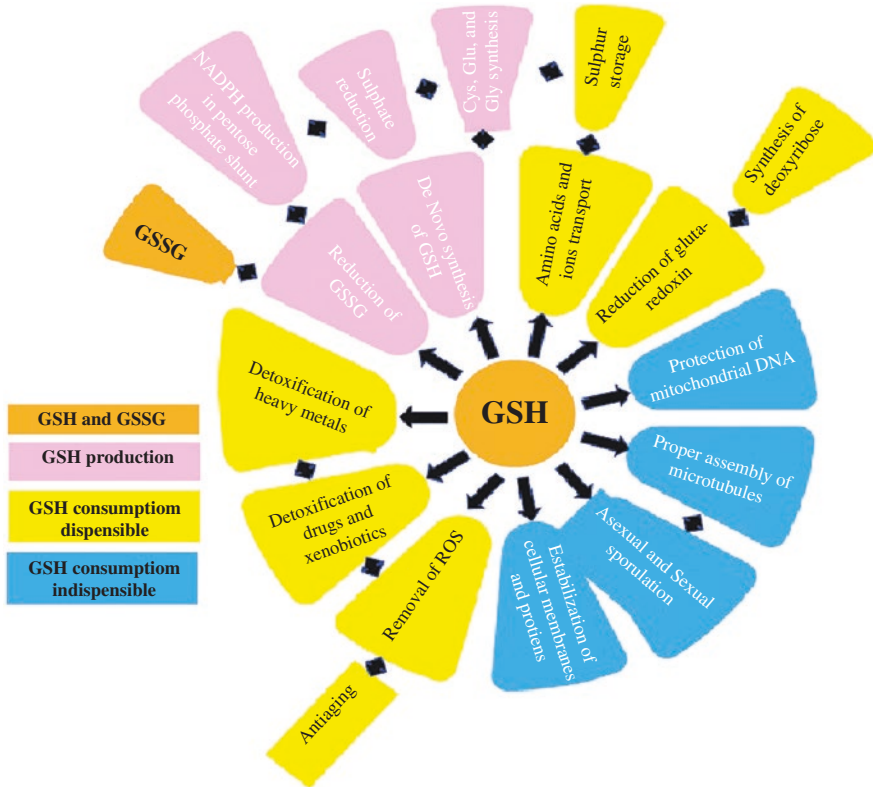 NADPH production
in pentose
phosphate shunt
Sulphate
reduction
Cys, Glu, and
Gly synthesis
Sulphur
storage
Synthesis of
deoxyribose
GSSG
Reduction of
GSSG
De Novo synthesis
of GSH
Amino acids and
ions transport
Reduction of gluta-
redoxin
Protection of
mitochondrial DNA
Proper assembly of
microtubules
Asexual and Sexual
sporulation
Estabilization of
cellular membranes
and protiens
Removal of ROS
Antiaging
Detoxification of
drugs and
xenobiotics
Detoxification of
heavy metals
GSH
GSH and GSSG
GSH production
GSH consumptiom
dispensible
GSH consumptiom
indispensible